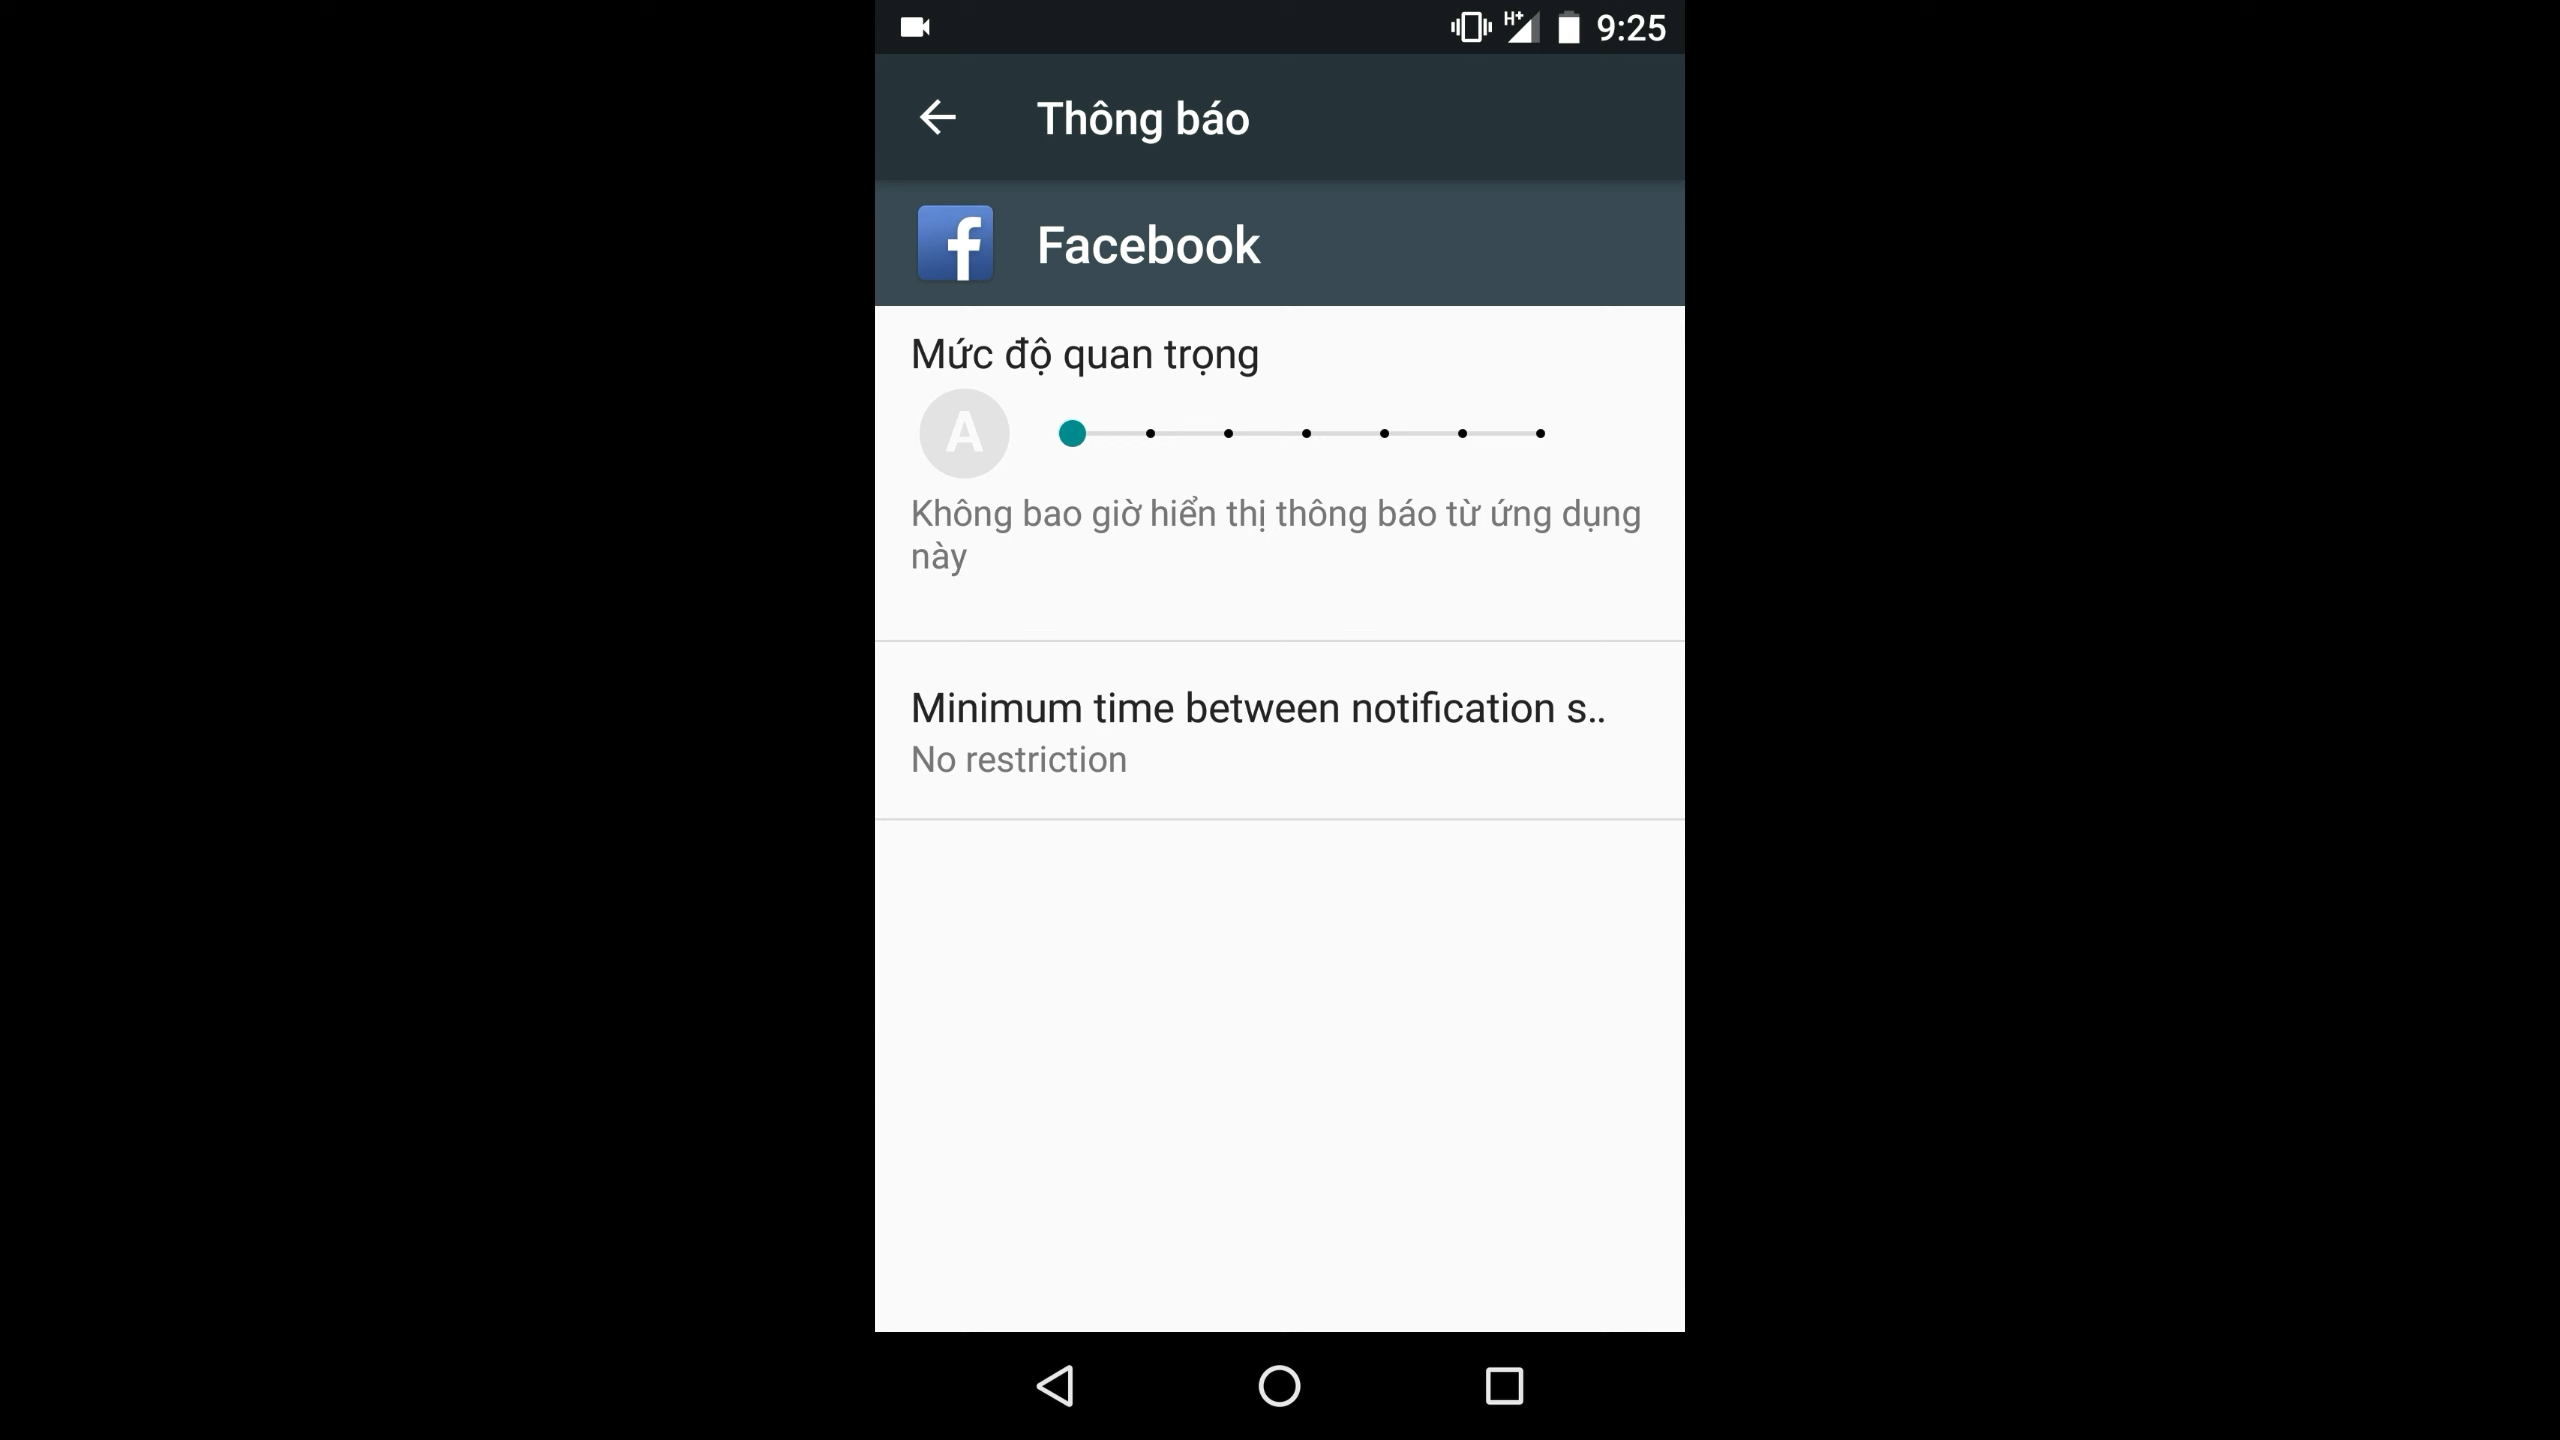 H+ 9:25
Thông báo
Facebook
Mức độ quan trọng
A
Không bao giờ hiển thị thông báo từ ứng dụng
này
Minimum time between notification s..
No restriction